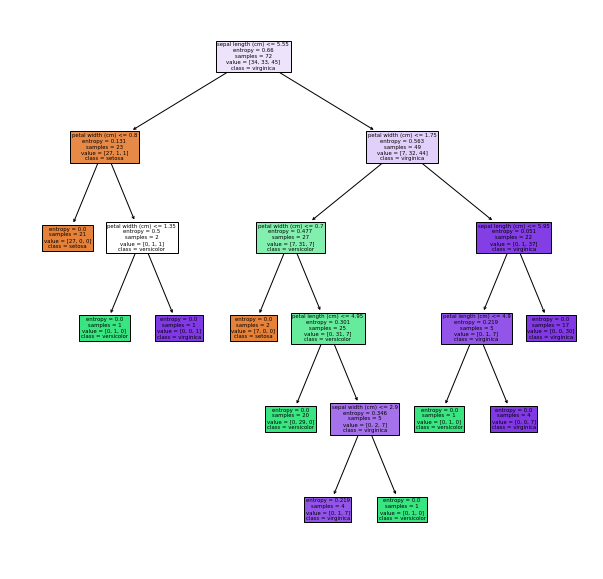 sepal length (cm) <= 5.55
entropy = 0.66
samples = 72
value = [34, 33, 45]
class = virginica
petal width (cm) <= 0.8
entropy = 0.131
samples = 23
value = [27, 1, 1]
class = setosa
petal width (cm) <= 1.75
entropy = 0.563
samples = 49
value = [7, 32, 44]
class = virginica
entropy = 0.0
samples = 21
value = [27, 0, 0]
class = setosa
petal width (cm) <= 1.35
entropy = 0.5
samples = 2
value = [0, 1, 1]
class = versicolor
petal width (cm) <= 0.7
entropy = 0.477
samples = 27
value = [7, 31, 7]
class = versicolor
sepal length (cm) <= 5.95
entropy = 0.051
samples = 22
value = [0, 1, 37]
class = virginica
entropy = 0.0
samples = 1
value = [0, 1, 0]
class = versicolor
entropy = 0.0
samples = 1
value = [0, 0, 1]
class = virginica
entropy = 0.0
samples = 2
value = [7, 0, 0]
class = setosa
petal length (cm) <= 4.95
entropy = 0.301
samples = 25
value = [0, 31, 7]
class = versicolor
petal length (cm) <= 4.9
entropy = 0.219
samples = 5
value = [0, 1, 7]
class = virginica
entropy = 0.0
samples = 17
value = [0, 0, 30]
class = virginica
entropy = 0.0
samples = 20
value = [0, 29, 0]
class = versicolor
sepal width (cm) <= 2.9
entropy = 0.346
samples = 5
value = [0, 2, 7]
class = virginica
entropy = 0.0
samples = 1
value = [0, 1, 0]
class = versicolor
entropy = 0.0
samples = 4
value = [0, 0, 7]
class = virginica
entropy = 0.219
samples = 4
value = [0, 1, 7]
class = virginica
entropy = 0.0
samples = 1
value = [0, 1, 0]
class = versicolor